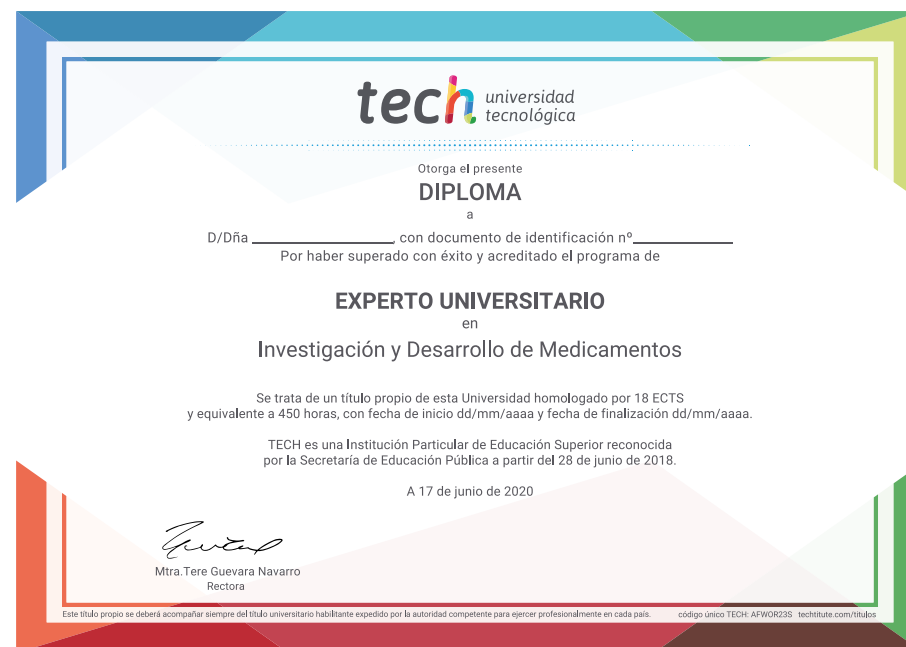 tech universidad
tecnológica
Otorga el presente
DIPLOMA
a
D/Dña ____________________, con documento de identificación nº______________
Por haber superado con éxito y acreditado el programa de
EXPERTO UNIVERSITARIO
en
Investigación y Desarrollo de Medicamentos
Se trata de un título propio de esta Universidad homologado por 18 ECTS
y equivalente a 450 horas, con fecha de inicio dd/mm/aaaa y fecha de finalización dd/mm/aaaa.
TECH es una Institución Particular de Educación Superior reconocida
por la Secretaría de Educación Pública a partir del 28 de junio de 2018.
A 17 de junio de 2020
Mtra.Tere Guevara Navarro
Rectora
Este título propio se deberá acompañar siempre del título universitario habilitante expedido por la autoridad competente para ejercer profesionalmente en cada país. código único TECH: AFWOR23S techtitute.com/titulos